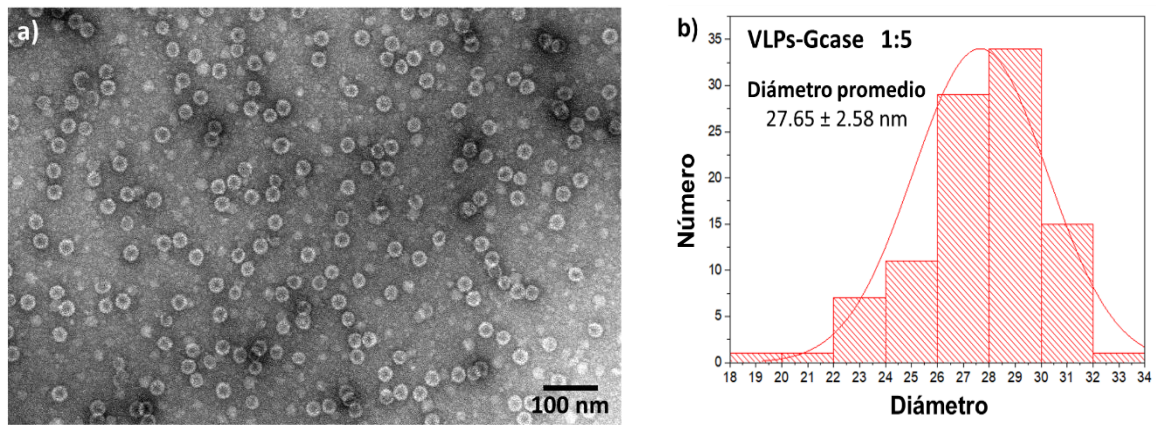 a)
100 nm
b)
VLPs-Gcase 1:5
Diámetro promedio
27.65 ± 2.58 nm
Número
35
30
25
20
15
10
5
0
18 19 20 21 22 23 24 25 26 27 28 29 30 31 32 33 34
Diámetro